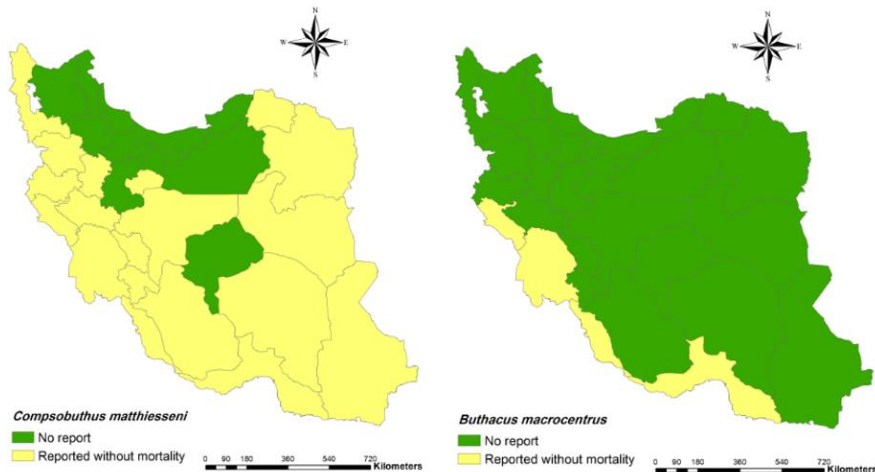 N
W E
S
Compsobuthus matthiesseni
No report
Reported without mortality
0 90 180 360 540 720
Kilometers
N
W E
S
Buthacus macrocentrus
No report
Reported without mortality
0 90 180 360 540 720
Kilometers